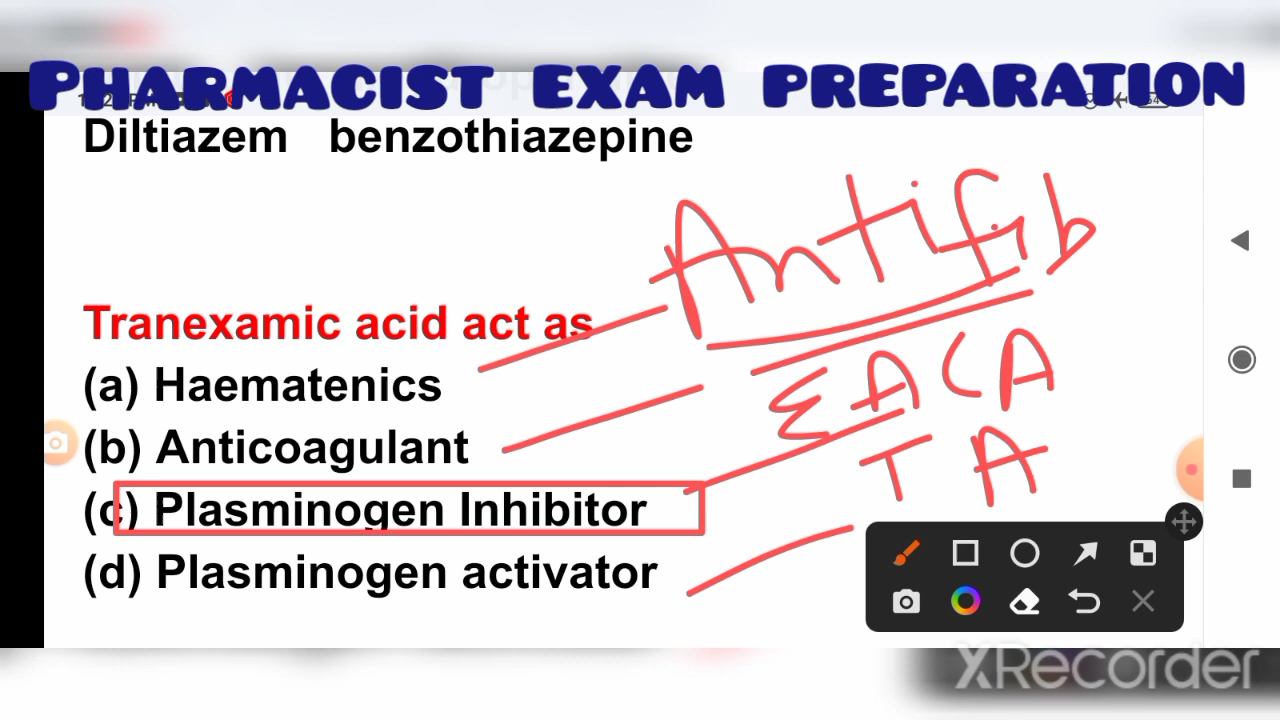 PHARMACIST EXAM PREPARATION
Diltiazem benzothiazepine
Antifib
Tranexamic acid act as
(a) Haematenics
EACA
(b) Anticoagulant
TA
(c) Plasminogen Inhibitor
(d) Plasminogen activator
XRecorder